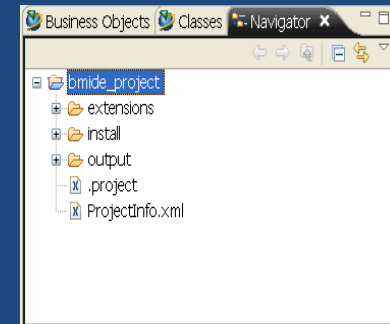 Business Objects Classes Navigator
bmide_project
extensions
install
output
.project
ProjectInfo.xml